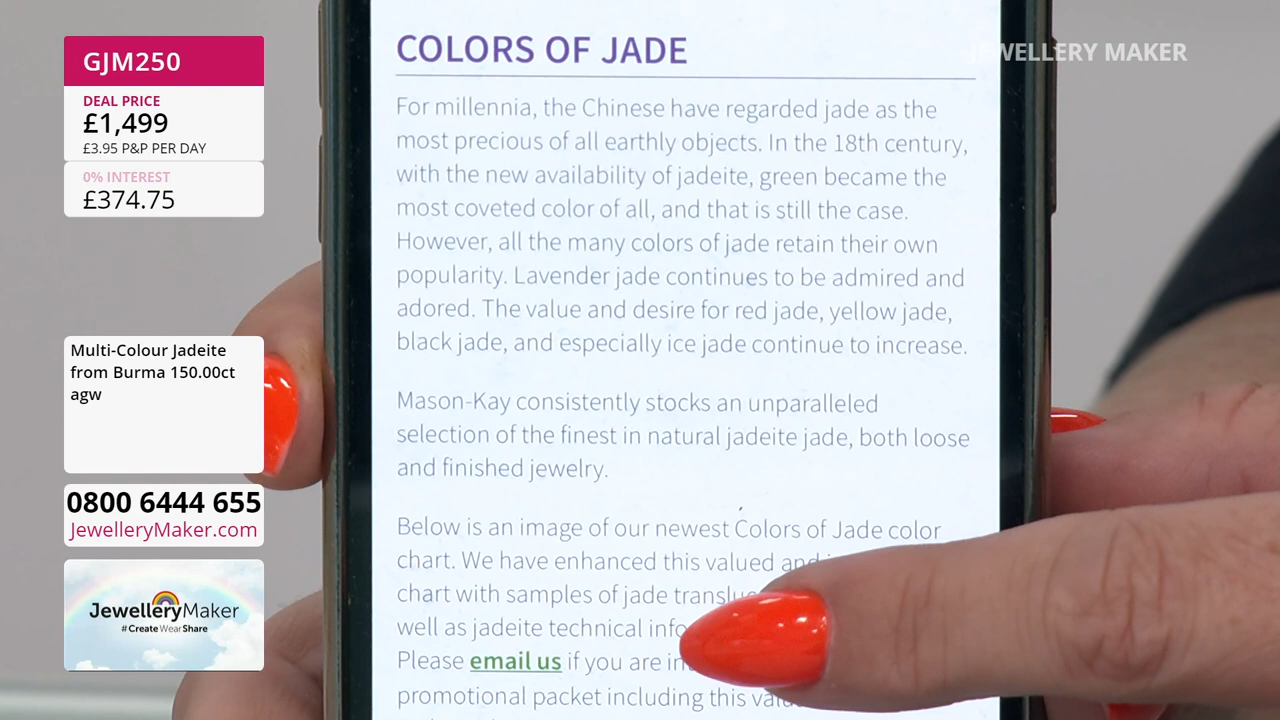 GJM250
DEAL PRICE
£1,499
£3.95 P&P PER DAY
0% INTEREST
£374.75
Multi-Colour Jadeite
from Burma 150.00ct
agw
0800 6444 655
JewelleryMaker.com
JewelleryMaker
#CreateWearShare
JEWELLERY MAKER
COLORS OF JADE
For millennia, the Chinese have regarded jade as the
most precious of all earthly objects. In the 18th century,
with the new availability of jadeite, green became the
most coveted color of all, and that is still the case.
However, all the many colors of jade retain their own
popularity. Lavender jade continues to be admired and
adored. The value and desire for red jade, yellow jade,
black jade, and especially ice jade continue to increase.
Mason-Kay consistently stocks an unparalleled
selection of the finest in natural jadeite jade, both loose
and finished jewelry.
Below is an image of our newest Colors of Jade color
chart. We have enhanced this valued and
chart with samples of jade
well as jadeite technical
Please email us if you are
promotional packet including this